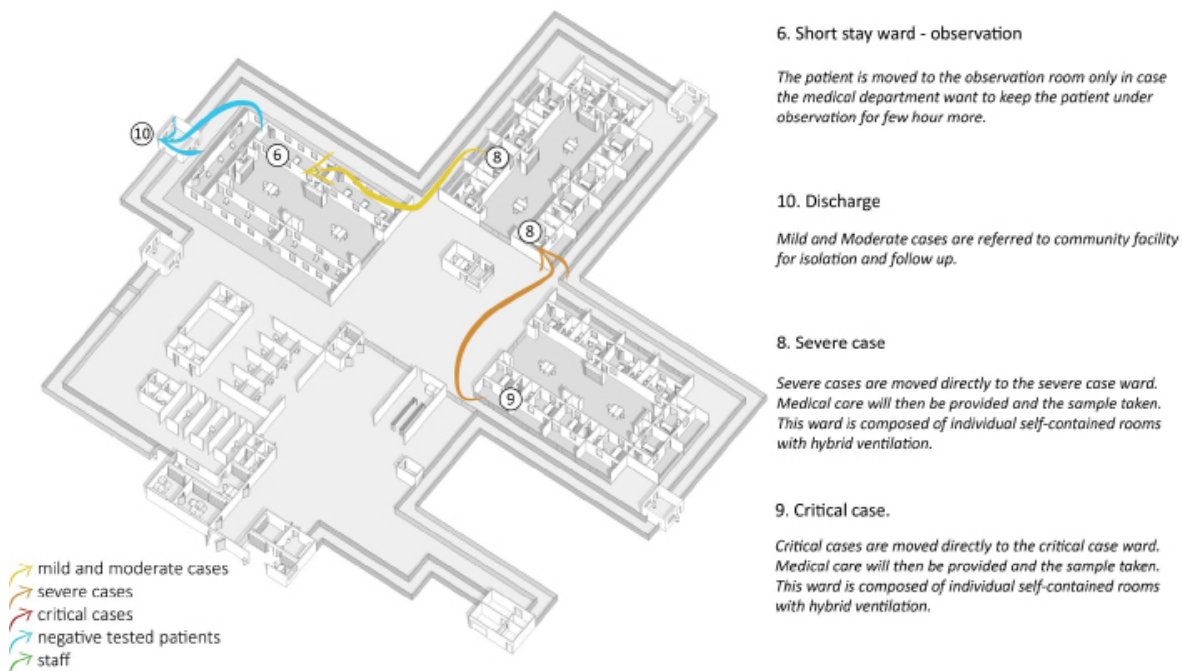 6. Short stay ward - observation
The patient is moved to the observation room only in case
the medical department want to keep the patient under
observation for few hour more.
10. Discharge
Mild and Moderate cases are referred to community facility
for isolation and follow up.
8. Severe case
Severe cases are moved directly to the severe case ward.
Medical care will then be provided and the sample taken.
This ward is composed of individual self-contained rooms
with hybrid ventilation.
9. Critical case.
Critical cases are moved directly to the critical case ward.
Medical care will then be provided and the sample taken.
This ward is composed of individual self-contained rooms
with hybrid ventilation.
10
6
8
8
9
mild and moderate cases
severe cases
critical cases
negative tested patients
staff